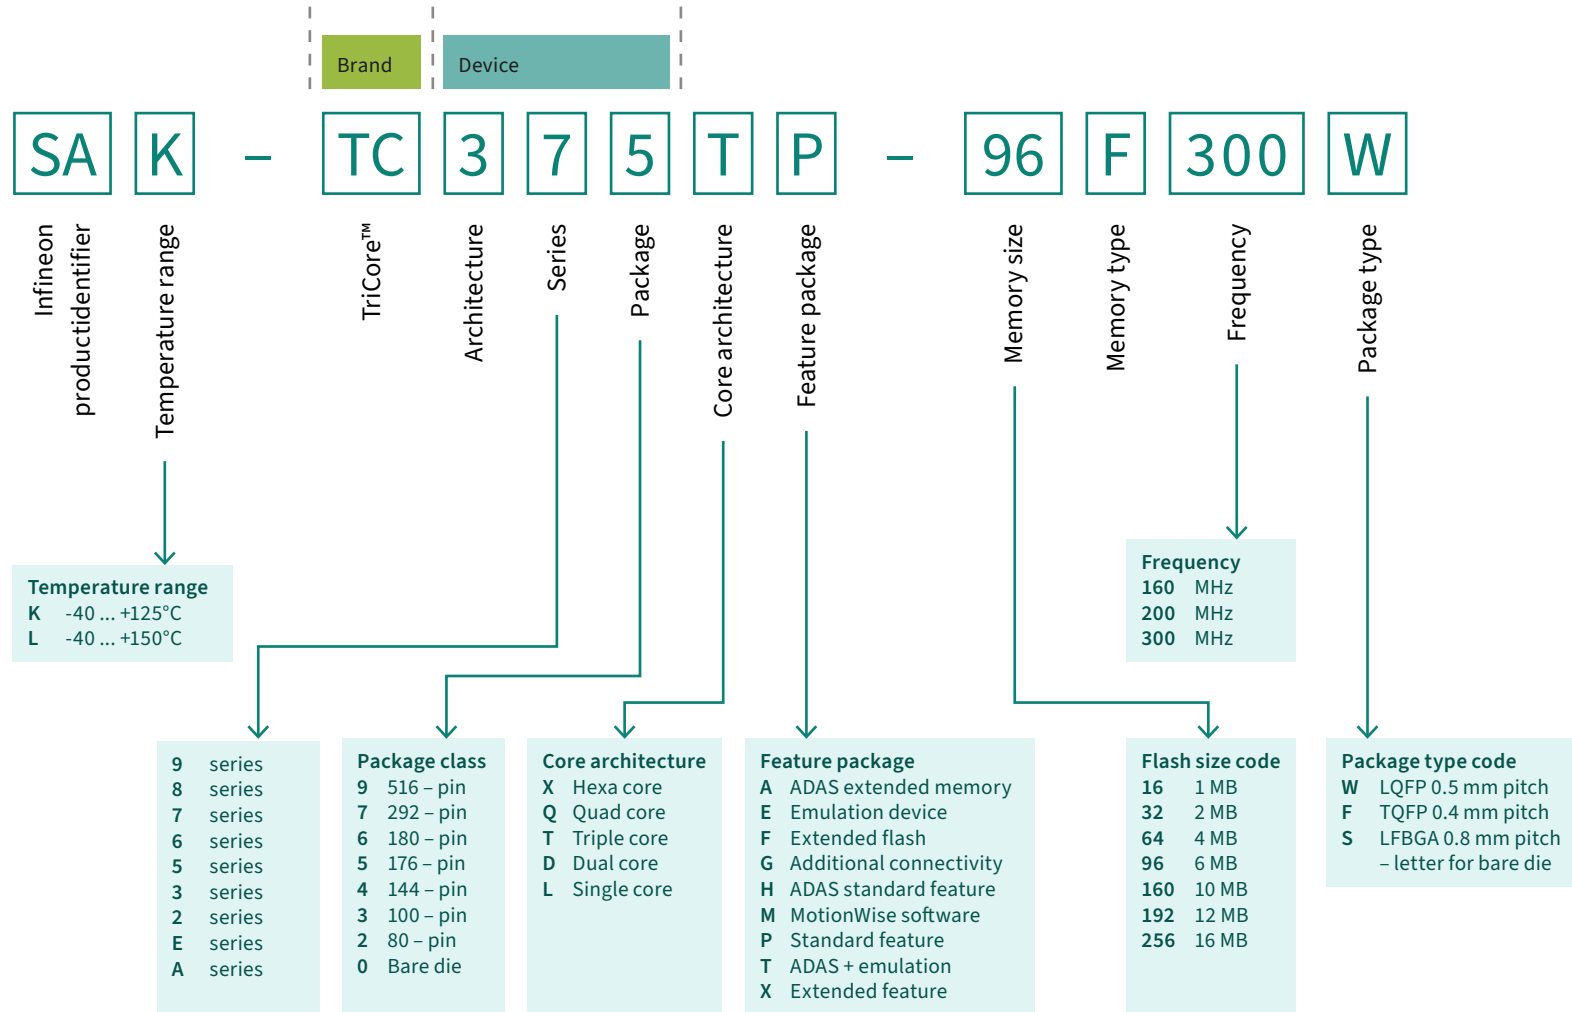 Brand
Device
SA K – TC 3 7 5 T P – 96 F 300 W
Infineon
productidentifier
Temperature range
TriCore™
Architecture
Series
Package
Core architecture
Feature package
Memory size
Memory type
Frequency
Package type
Temperature range
K -40 ... +125°C
L -40 ... +150°C
Frequency
160 MHz
200 MHz
300 MHz
9 series
8 series
7 series
6 series
5 series
3 series
2 series
E series
A series
Package class
9 516 – pin
7 292 – pin
6 180 – pin
5 176 – pin
4 144 – pin
3 100 – pin
2 80 – pin
0 Bare die
Core architecture
X Hexa core
Q Quad core
T Triple core
D Dual core
L Single core
Feature package
A ADAS extended memory
E Emulation device
F Extended flash
G Additional connectivity
H ADAS standard feature
M MotionWise software
P Standard feature
T ADAS + emulation
X Extended feature
Flash size code
16 1 MB
32 2 MB
64 4 MB
96 6 MB
160 10 MB
192 12 MB
256 16 MB
Package type code
W LQFP 0.5 mm pitch
F TQFP 0.4 mm pitch
S LFBGA 0.8 mm pitch
– letter for bare die